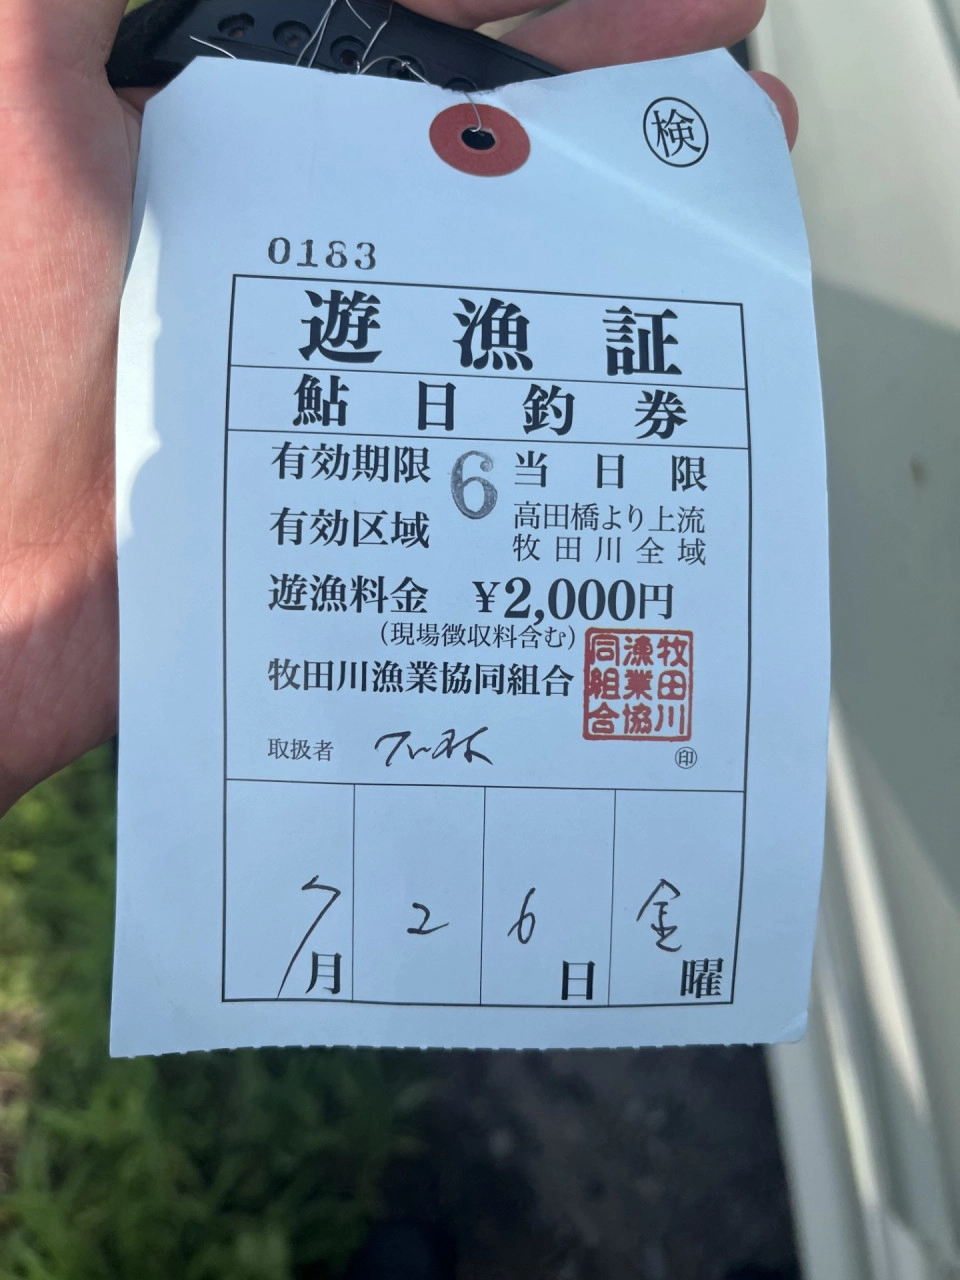 検
0183
遊漁証
鮎日釣券
有効期限 6 当日限
有効区域 高田橋より上流
牧田川全域
遊漁料金 ¥2,000円
(現場徴収料含む)
牧田川漁業協同組合
牧田川
漁業協
同組合
取扱者 ㊞
7月 2 6日 金曜